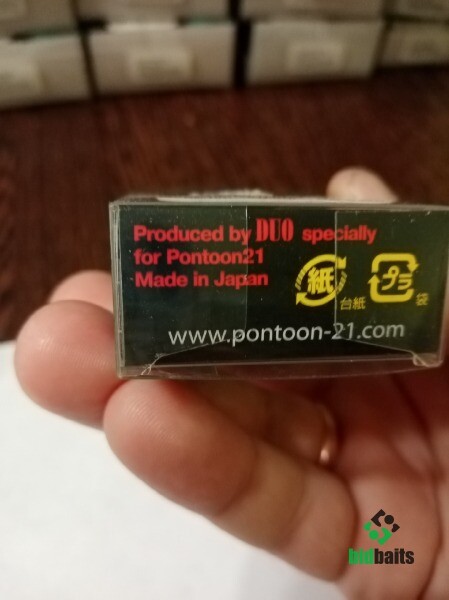 Produced by DUO specially
for Pontoon21
Made in Japan
紙
台紙
プラ
袋
www.pontoon-21.com
bidbaits